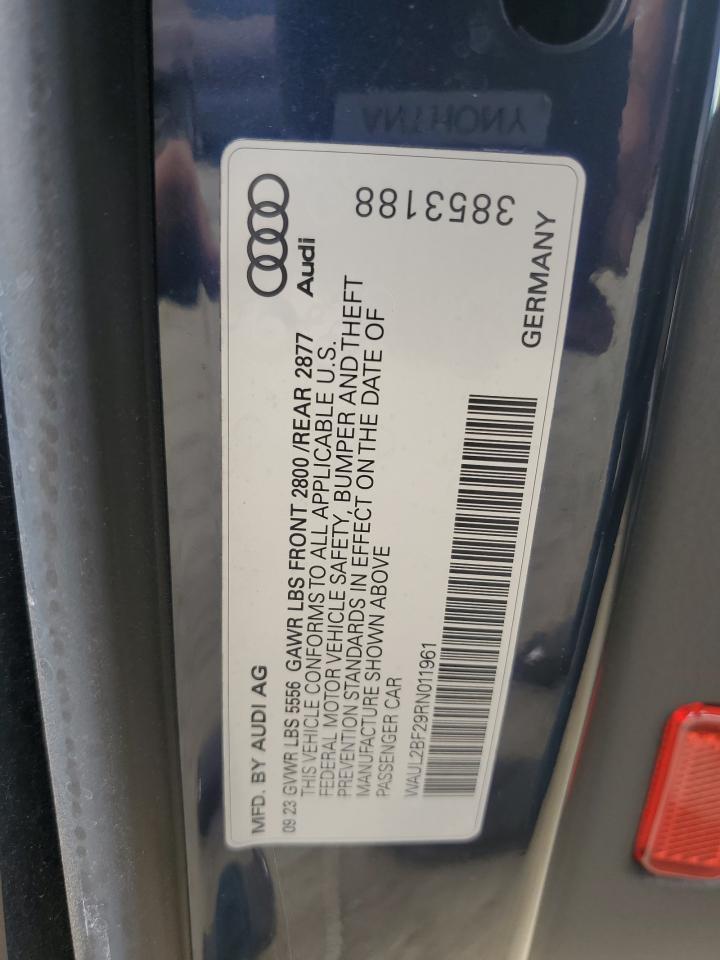 MFD. BY AUDI AG
09 23 GVWR LBS 5556 GAWR LBS FRONT 2800 /REAR 2877
THIS VEHICLE CONFORMS TO ALL APPLICABLE U.S.
FEDERAL MOTOR VEHICLE SAFETY, BUMPER AND THEFT
PREVENTION STANDARDS IN EFFECT ON THE DATE OF
MANUFACTURE SHOWN ABOVE
PASSENGER CAR
WAUL2BF29RN011961
Audi
3853188
GERMANY
ANTHONY